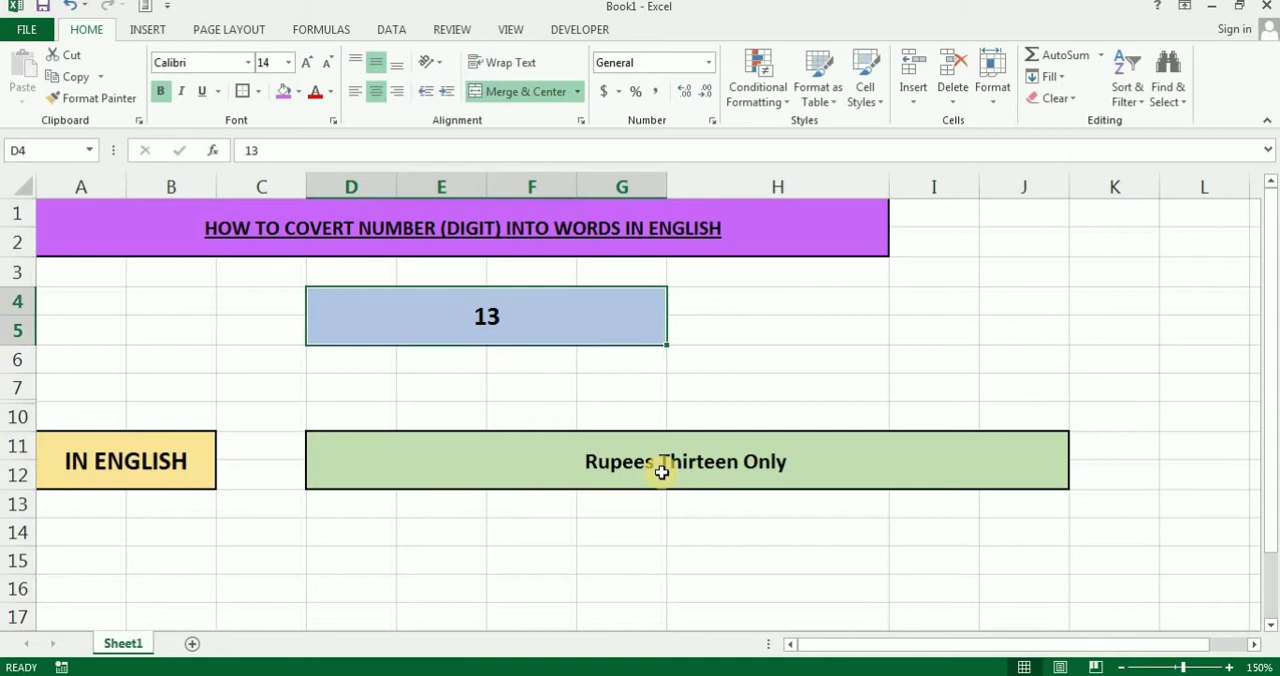 Book1 - Excel
?
FILE HOME INSERT PAGE LAYOUT FORMULAS DATA REVIEW VIEW DEVELOPER Sign in
Paste
Cut
Copy
Format Painter
Clipboard
Calibri 14
B I U A
Font
Wrap Text
Merge & Center
Alignment
General
$ % ,
Number
Conditional Formatting
Format as Table
Cell Styles
Styles
Insert Delete Format
Cells
AutoSum
Fill
Clear
Sort & Filter
Find & Select
Editing
D4 fx 13
A B C D E F G H I J K L
1
HOW TO COVERT NUMBER (DIGIT) INTO WORDS IN ENGLISH
2
3
4
13
5
6
7
10
11
IN ENGLISH Rupees Thirteen Only
12
13
14
15
16
17
Sheet1
READY 150%